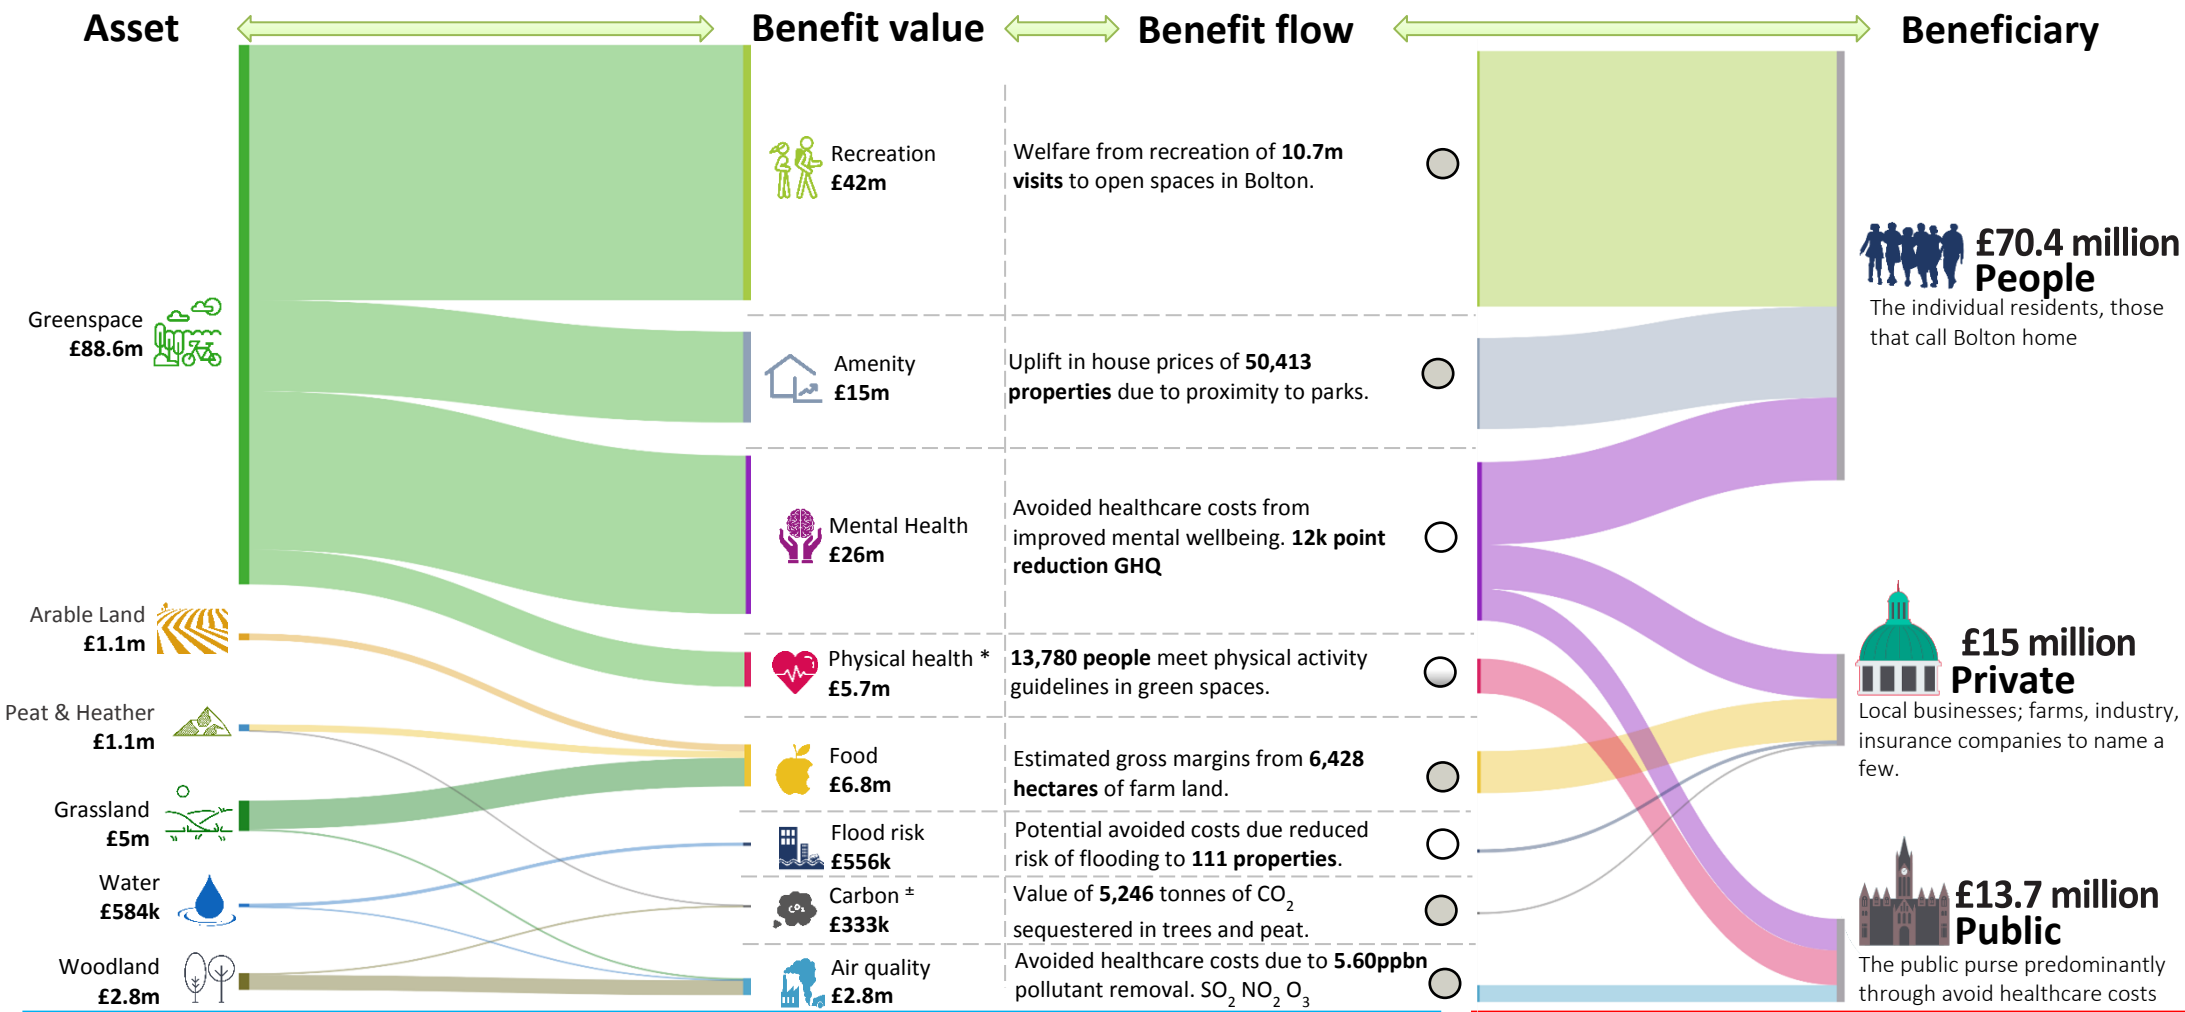 Asset
Benefit value
Benefit flow
Beneficiary
Greenspace
£88.6m
Arable Land
£1.1m
Peat & Heather
£1.1m
Grassland
£5m
Water
£584k
Woodland
£2.8m
Recreation
£42m
Welfare from recreation of 10.7m
visits to open spaces in Bolton.
Amenity
£15m
Uplift in house prices of 50,413
properties due to proximity to parks.
Mental Health
£26m
Avoided healthcare costs from
improved mental wellbeing. 12k point
reduction GHQ
Physical health *
£5.7m
13,780 people meet physical activity
guidelines in green spaces.
Food
£6.8m
Estimated gross margins from 6,428
hectares of farm land.
Flood risk
£556k
Potential avoided costs due reduced
risk of flooding to 111 properties.
CO₂
Carbon ±
£333k
Value of 5,246 tonnes of CO₂
sequestered in trees and peat.
Air quality
£2.8m
Avoided healthcare costs due to 5.60ppbn
pollutant removal. SO₂ NO₂ O₃
£70.4 million
People
The individual residents, those
that call Bolton home
£15 million
Private
Local businesses; farms, industry,
insurance companies to name a
few.
£13.7 million
Public
The public purse predominantly
through avoid healthcare costs